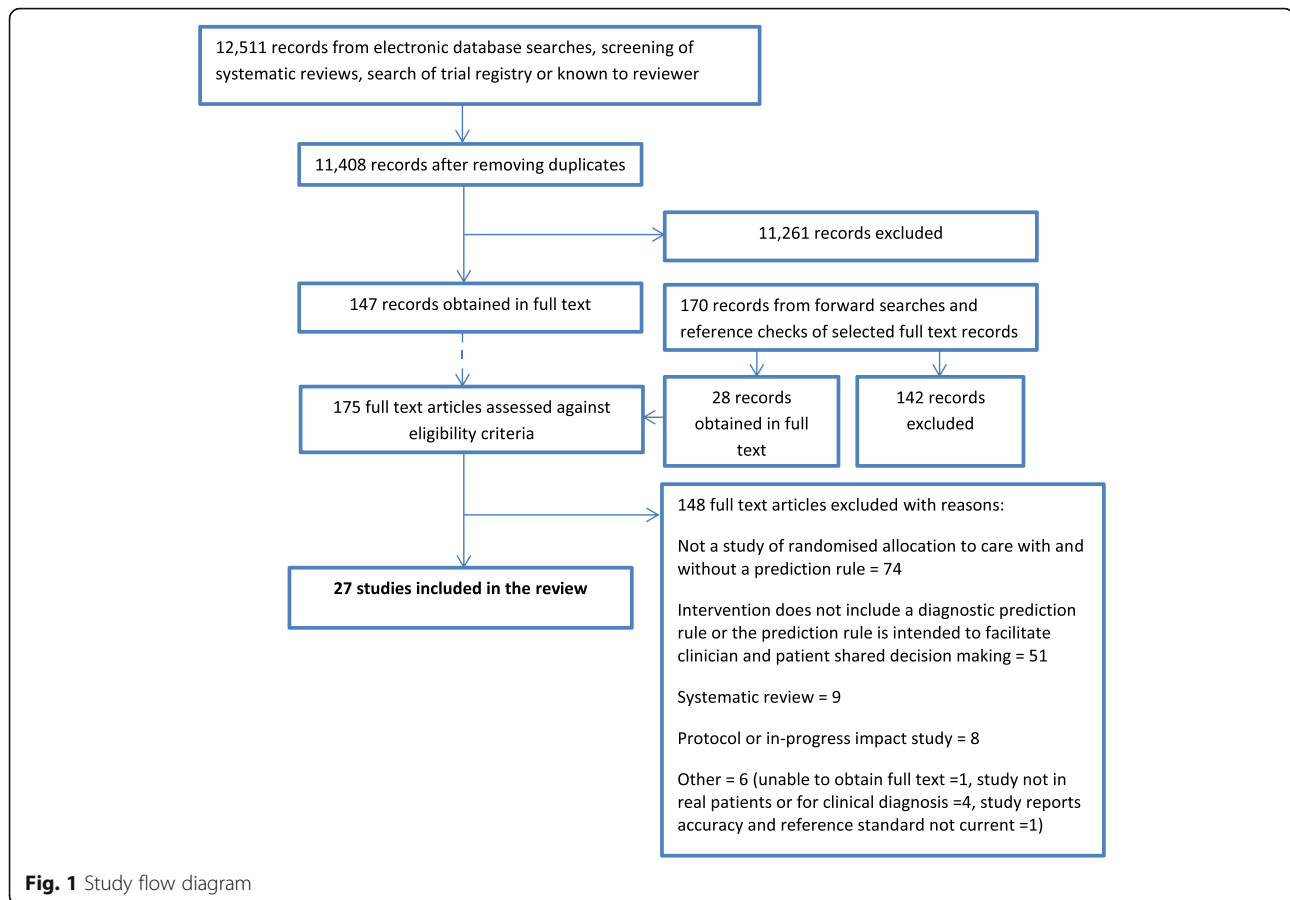 12,511 records from electronic database searches, screening of
systematic reviews, search of trial registry or known to reviewer
11,408 records after removing duplicates
11,261 records excluded
147 records obtained in full text
170 records from forward searches and
reference checks of selected full text records
175 full text articles assessed against
eligibility criteria
28 records
obtained in full
text
142 records
excluded
148 full text articles excluded with reasons:
Not a study of randomised allocation to care with and
without a prediction rule = 74
Intervention does not include a diagnostic prediction
rule or the prediction rule is intended to facilitate
clinician and patient shared decision making = 51
Systematic review = 9
Protocol or in-progress impact study = 8
Other = 6 (unable to obtain full text =1, study not in
real patients or for clinical diagnosis =4, study reports
accuracy and reference standard not current =1)
27 studies included in the review
Fig. 1 Study flow diagram